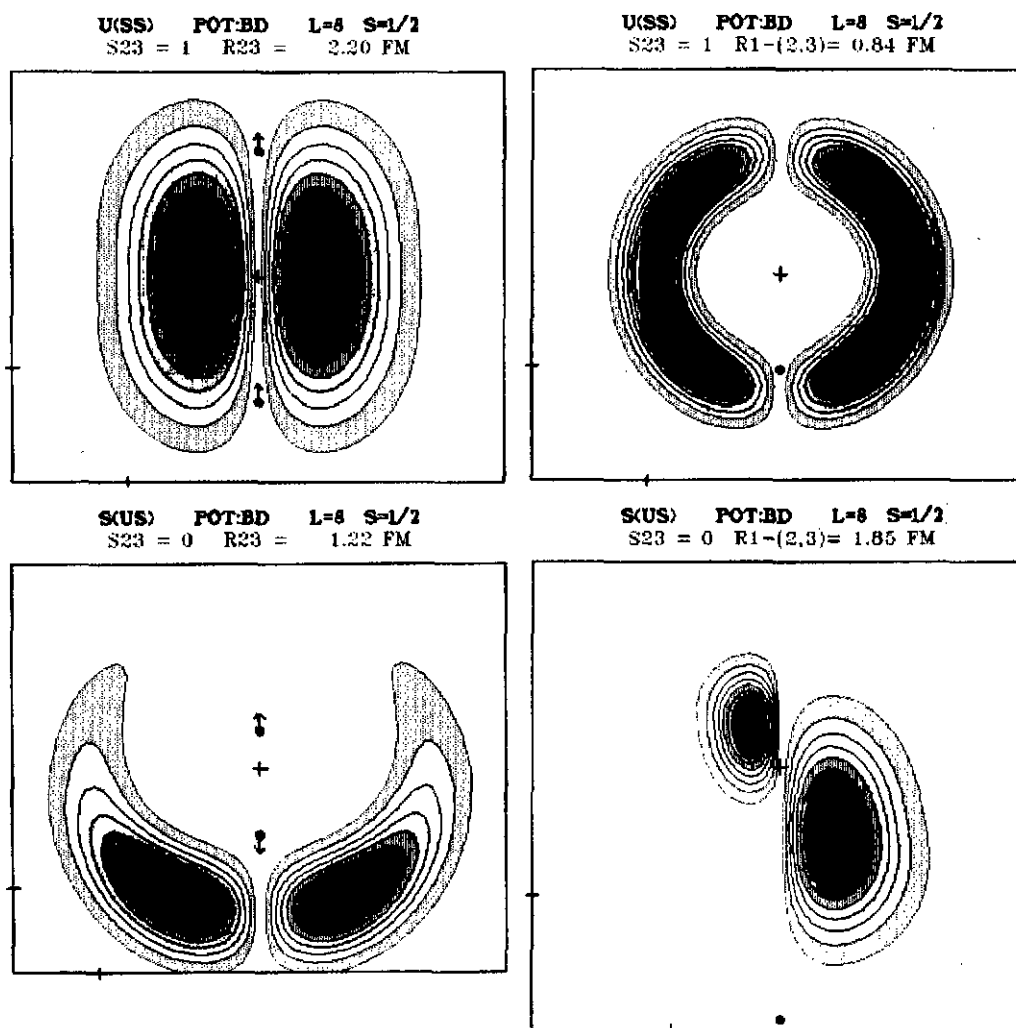 U(SS) POT:BD L=8 S=1/2
S23 = 1 R23 = 2.20 FM
U(SS) POT:BD L=8 S=1/2
S23 = 1 R1-(2,3)= 0.84 FM
S(US) POT:BD L=8 S=1/2
S23 = 0 R23 = 1.22 FM
S(US) POT:BD L=8 S=1/2
S23 = 0 R1-(2,3)= 1.85 FM